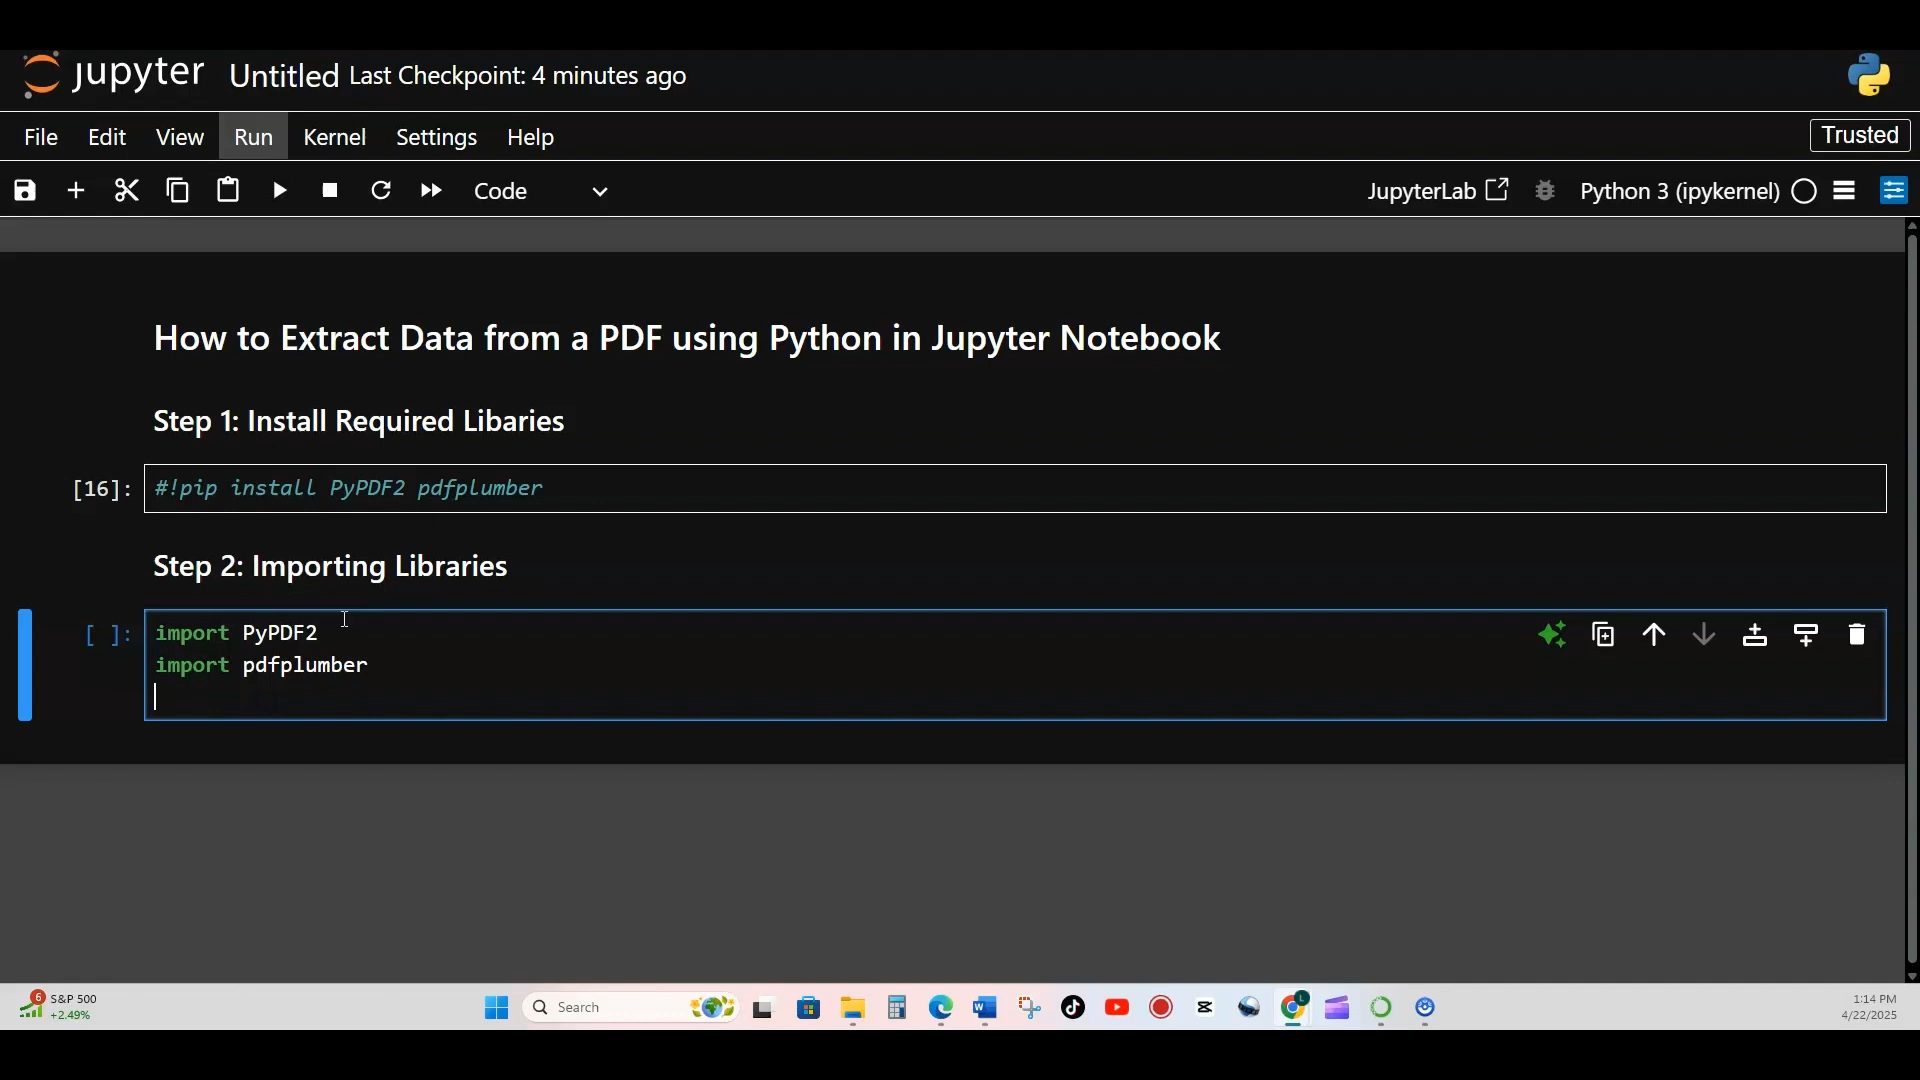 jupyter Untitled Last Checkpoint: 4 minutes ago
File Edit View Run Kernel Settings Help
Trusted
Code
JupyterLab Python 3 (ipykernel)
How to Extract Data from a PDF using Python in Jupyter Notebook
Step 1: Install Required Libaries
[16]: #!pip install PyPDF2 pdfplumber
Step 2: Importing Libraries
[ ]: import PyPDF2
import pdfplumber
6 S&P 500
+2.49%
Search
L
1:14 PM
4/22/2025